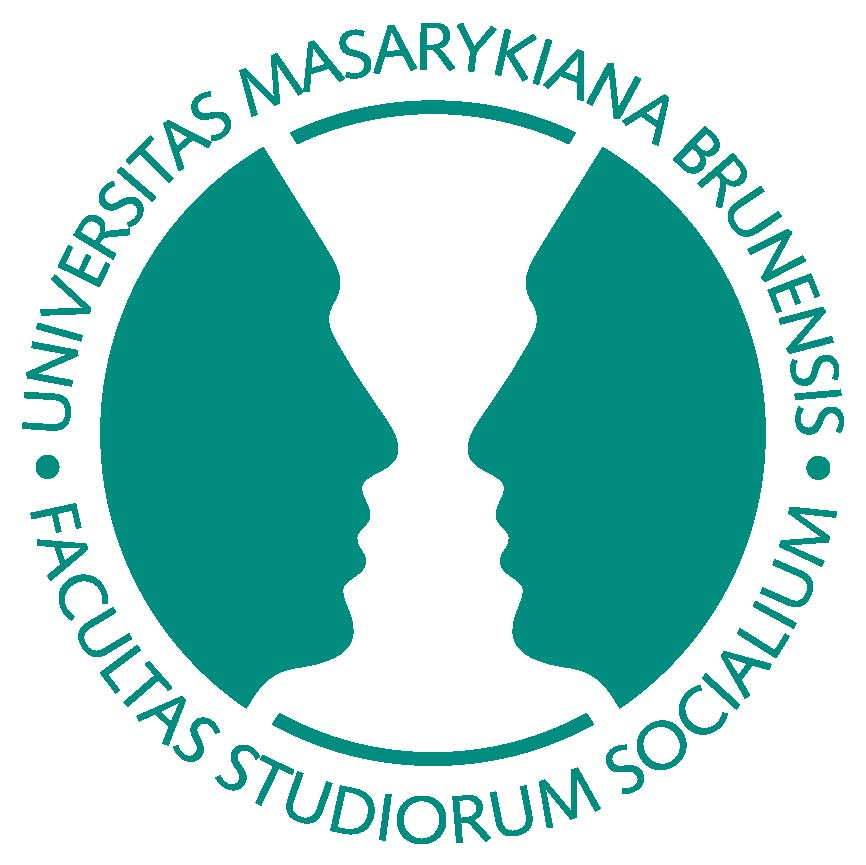 UNIVERSITAS MASARYKIANA BRUNENSIS
FACULTAS STUDIORUM SOCIALIUM